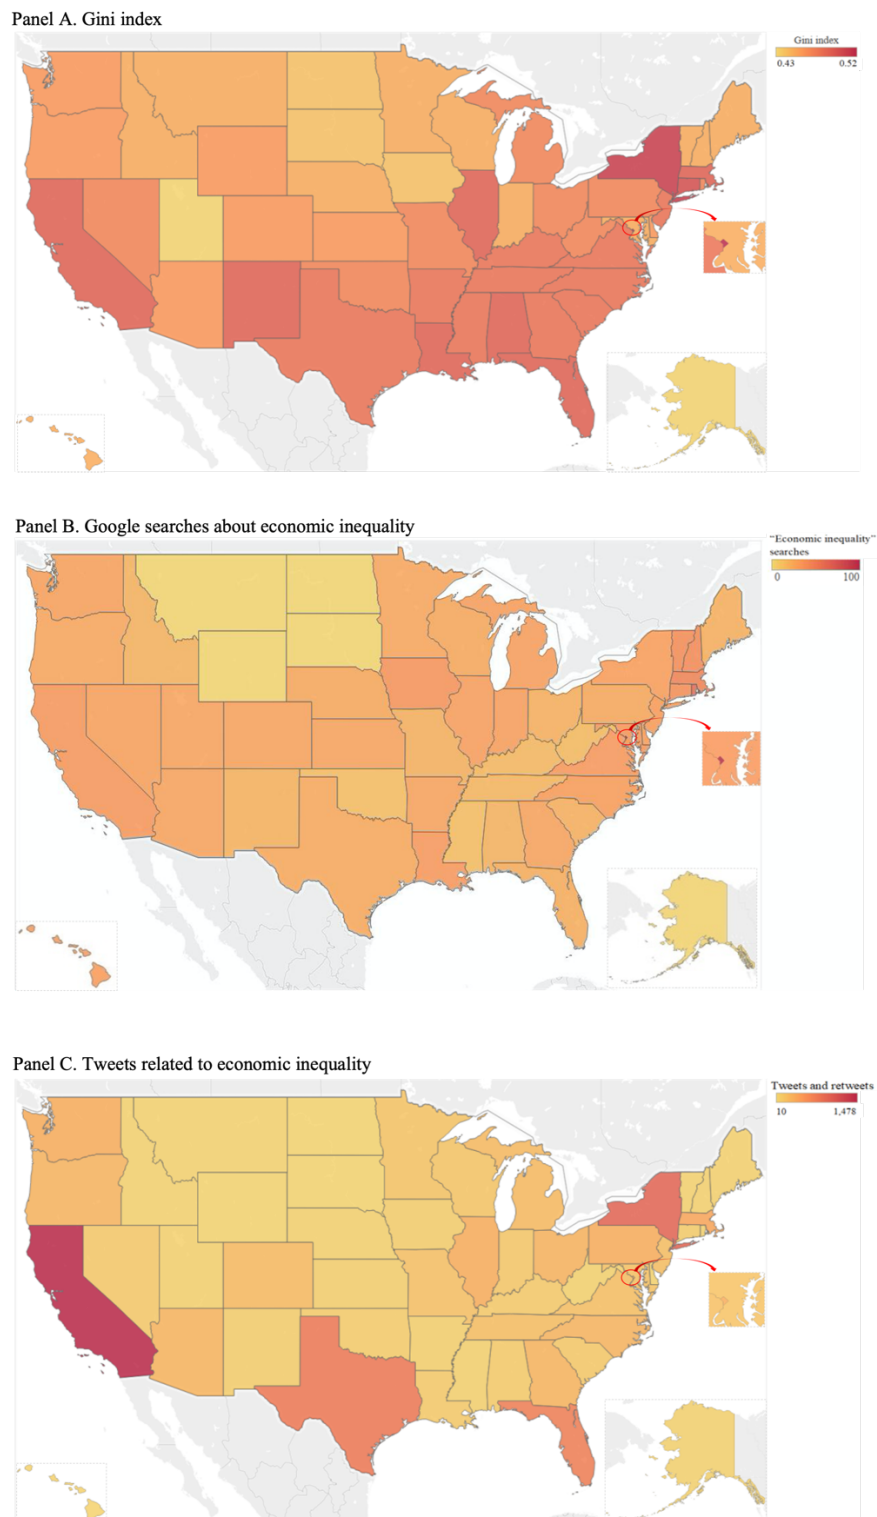 Panel A. Gini index
Gini index
0.43 0.52
Panel B. Google searches about economic inequality
“Economic inequality”
searches
0 100
Panel C. Tweets related to economic inequality
Tweets and retweets
10 1,478